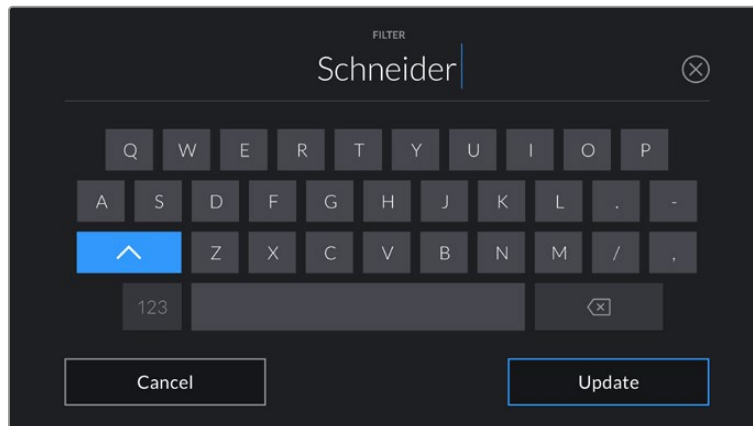 FILTER
Schneider
Q W E R T Y U I O P
A S D F G H J K L . -
Z X C V B N M / ,
123
Cancel Update